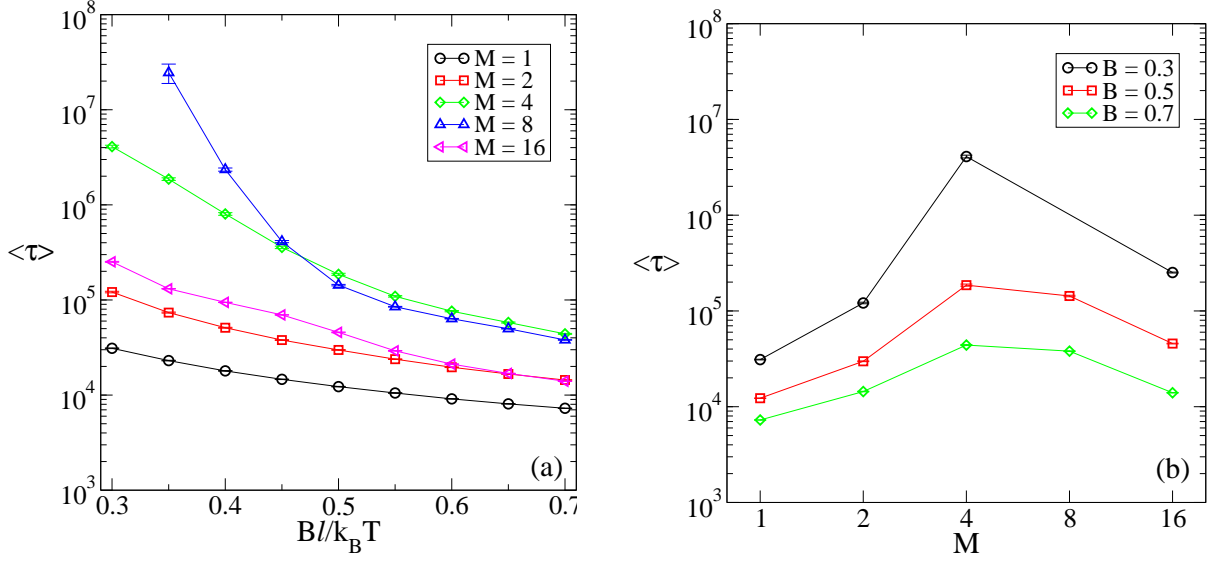 10^8
10^7
10^6
10^5
10^4
10^3
<τ>
M = 1
M = 2
M = 4
M = 8
M = 16
(a)
0.3 0.4 0.5 0.6 0.7
Bl/k_BT
10^8
10^7
10^6
10^5
10^4
10^3
<τ>
B = 0.3
B = 0.5
B = 0.7
(b)
1 2 4 8 16
M